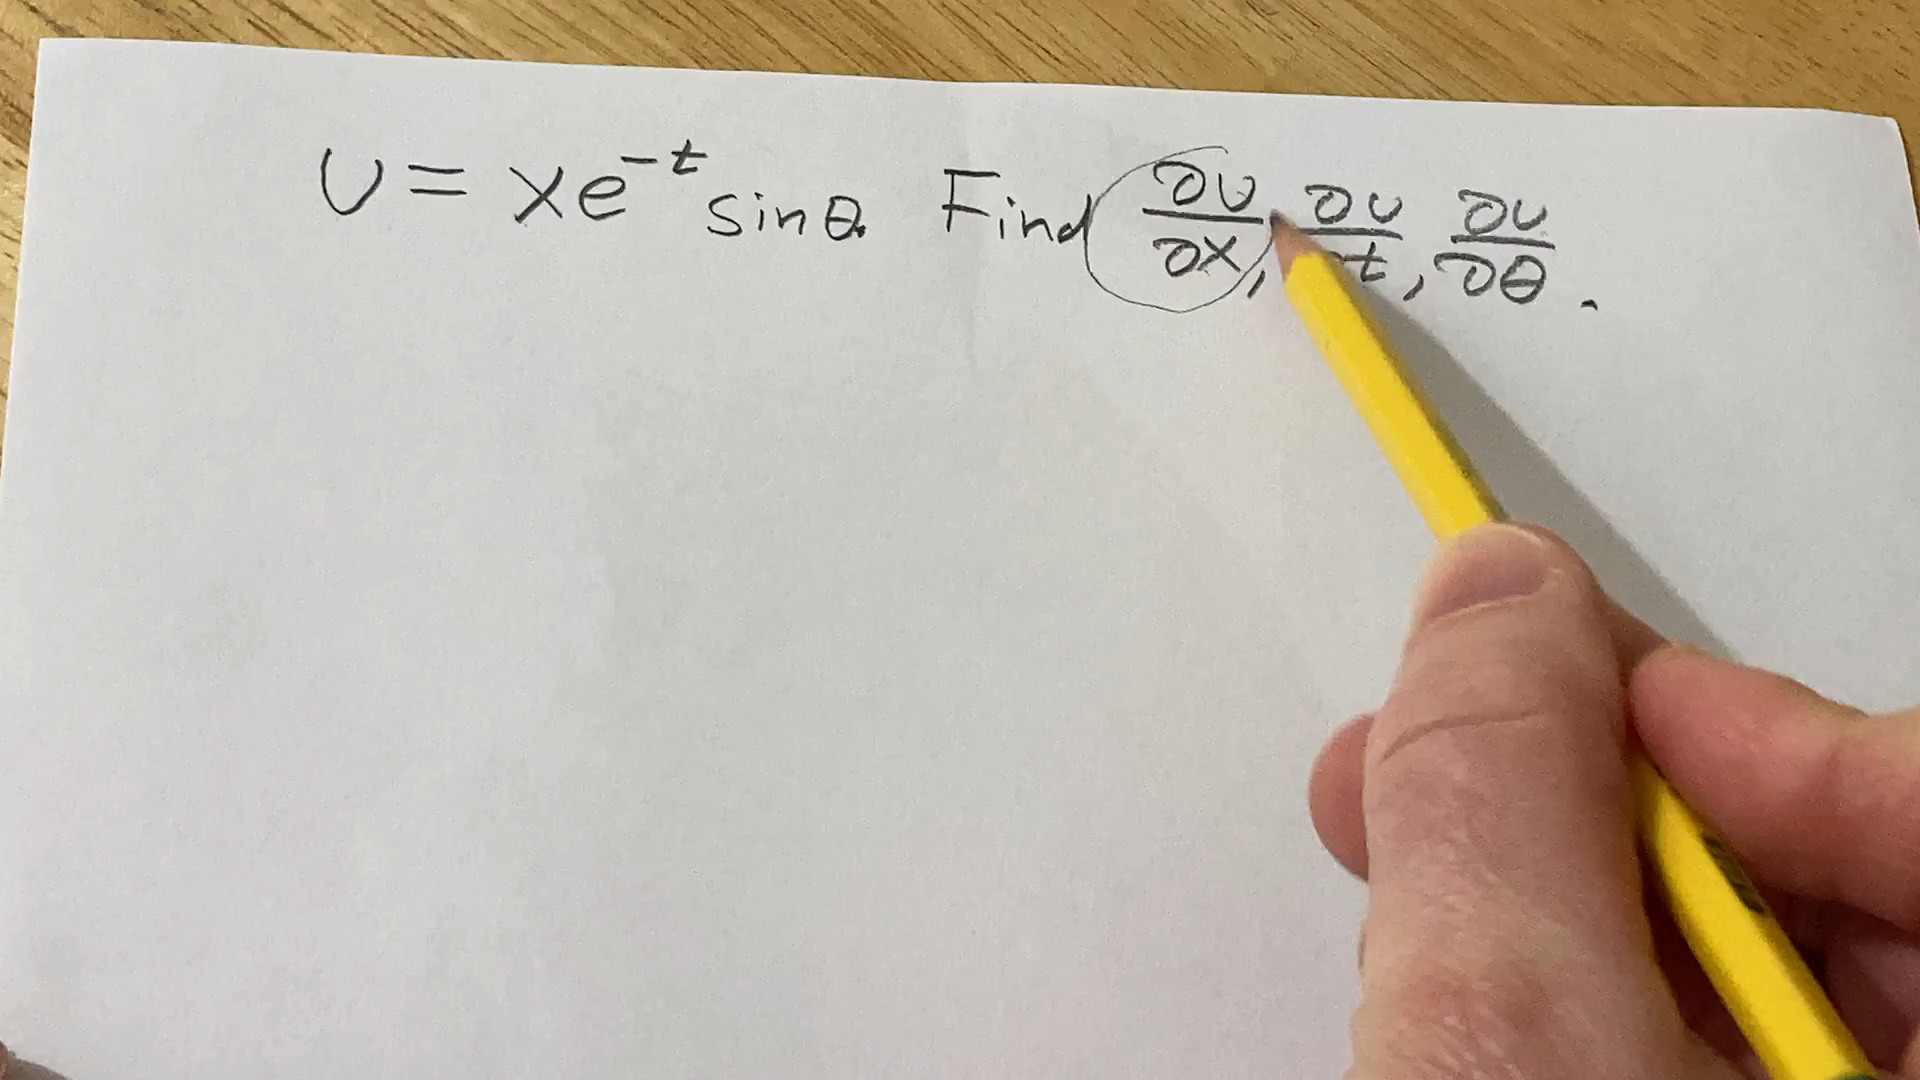 U = xe^{-t} sinθ. Find ∂U/∂x, ∂U/∂t, ∂U/∂θ.